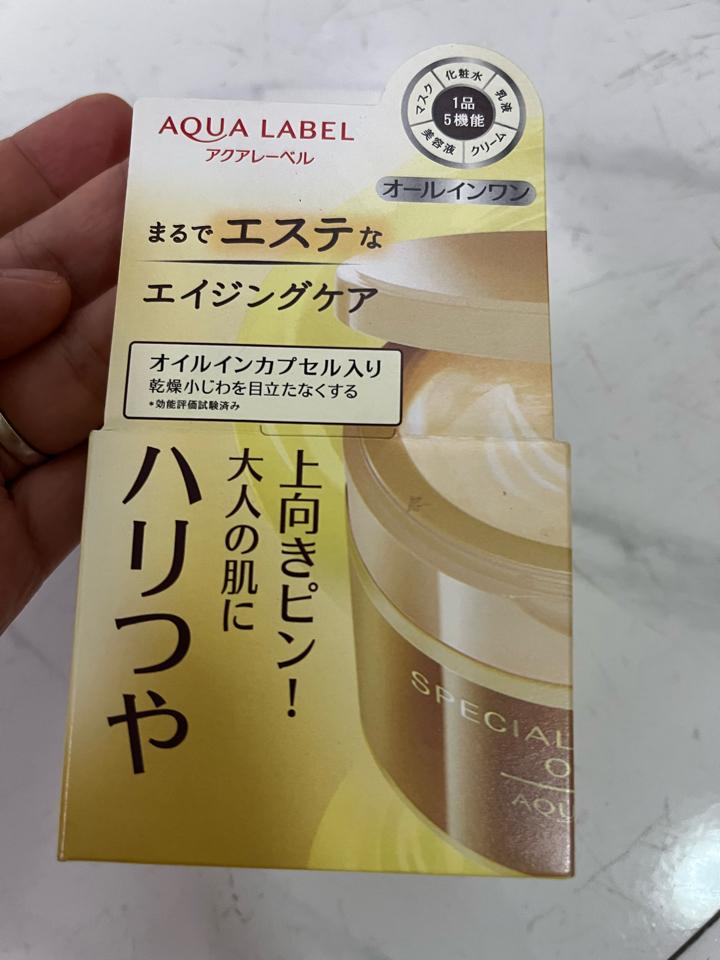 AQUA LABEL
アクアレーベル
化粧水
乳液
クリーム
美容液
マスク
1品
5機能
オールインワン
まるでエステな
エイジングケア
オイルインカプセル入り
乾燥小じわを目立たなくする
*効能評価試験済み
上向きピン!
大人の肌に
ハリつや
SPECIAL
O
AQU